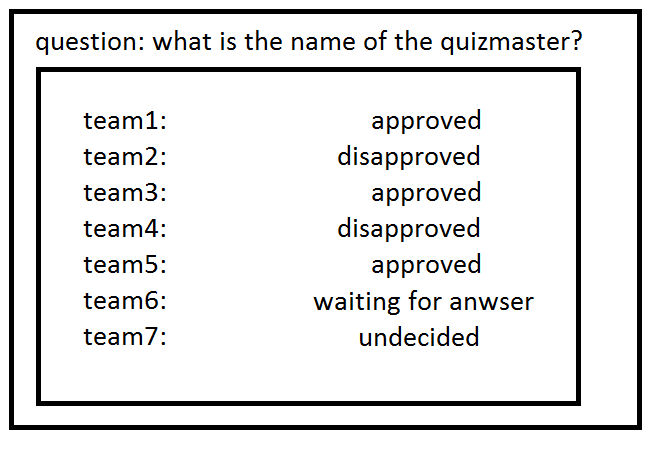 question: what is the name of the quizmaster?
team1: approved
team2: disapproved
team3: approved
team4: disapproved
team5: approved
team6: waiting for anwser
team7: undecided